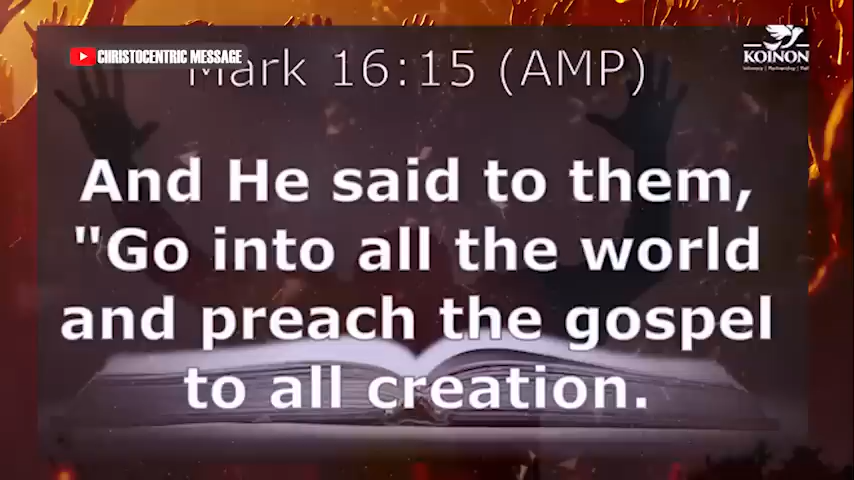 CHRISTOCENTRIC MESSAGE
Mark 16:15 (AMP)
KOINON
And He said to them,
"Go into all the world
and preach the gospel
to all creation.